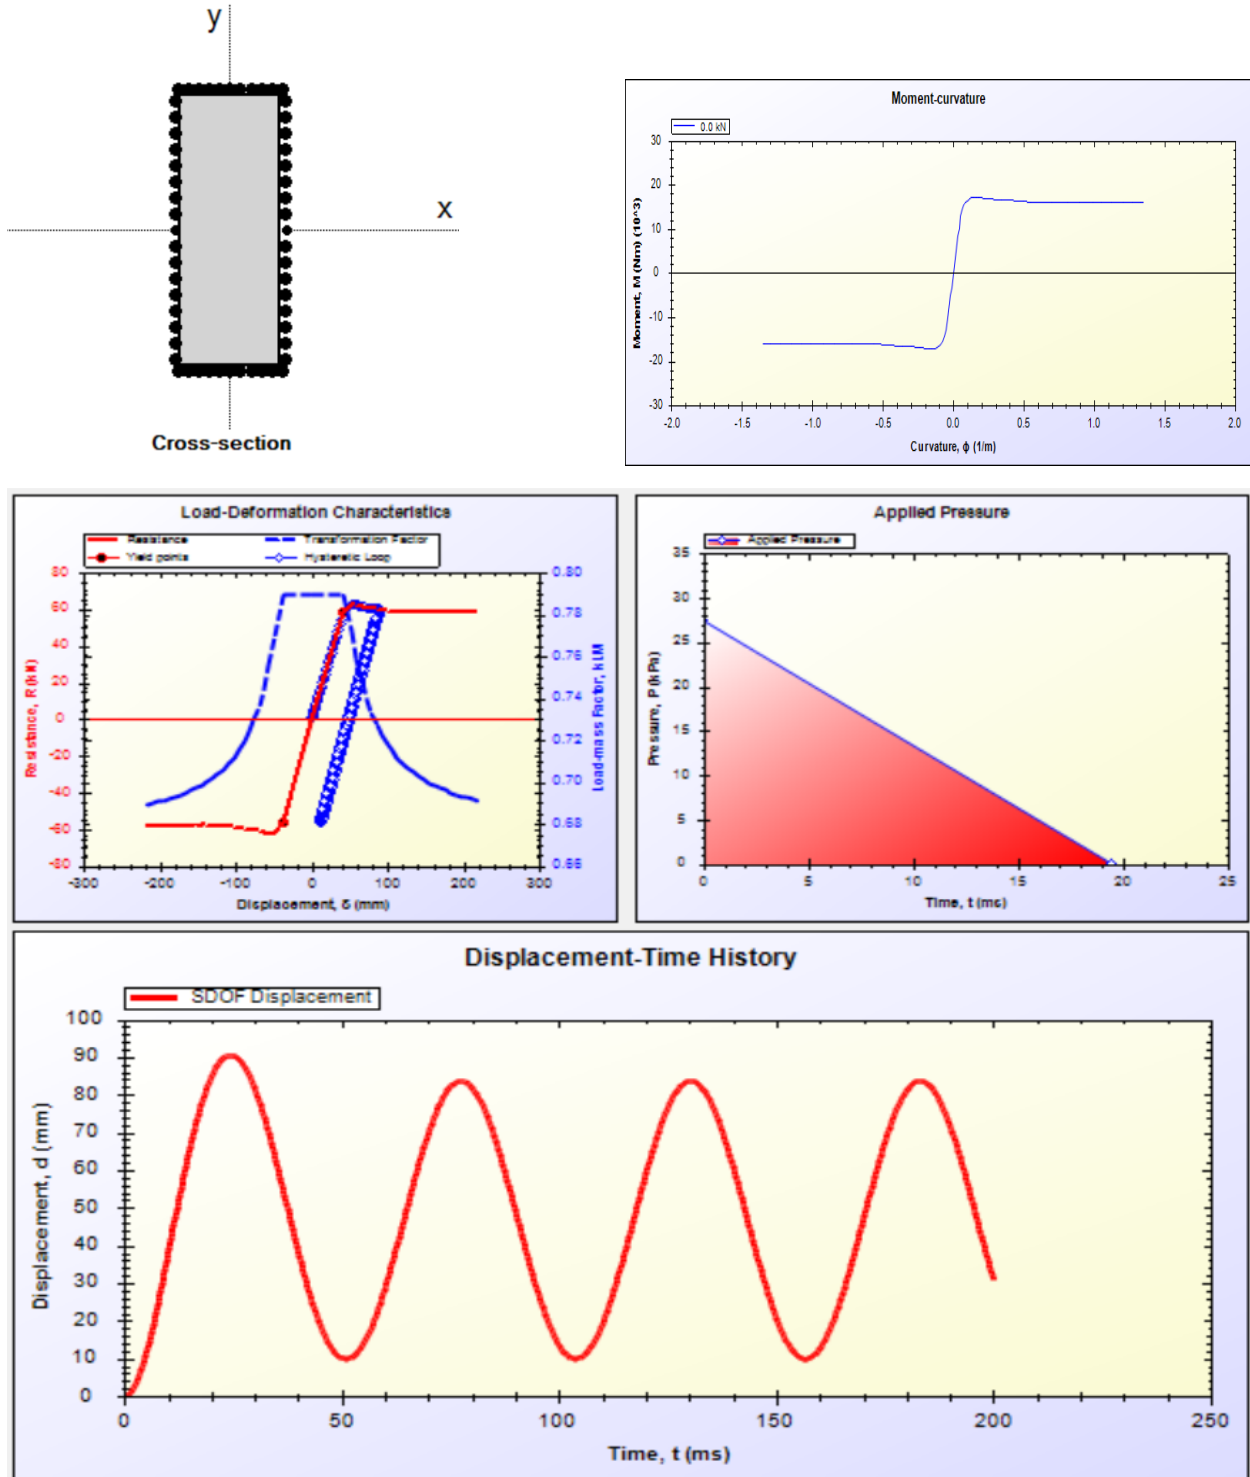 y
x
Cross-section
Moment-curvature
0.0 kN
30
20
10
0
-10
-20
-30
Moment, M (Nm) (10^3)
-2.0 -1.5 -1.0 -0.5 0.0 0.5 1.0 1.5 2.0
Curvature, ϕ (1/m)
Load-Deformation Characteristics
Resistance
Transformation Factor
Yield points
Hysteretic Loop
80
60
40
20
0
-20
-40
-60
-80
Resistance, R (kN)
0.80
0.78
0.76
0.74
0.72
0.70
0.68
0.66
Load-mass Factor, kLM
-300 -200 -100 0 100 200 300
Displacement, δ (mm)
Applied Pressure
Applied Pressure
35
30
25
20
15
10
5
0
Pressure, P (kPa)
0 5 10 15 20 25
Time, t (ms)
Displacement-Time History
SDOF Displacement
100
90
80
70
60
50
40
30
20
10
0
Displacement, d (mm)
0 50 100 150 200 250
Time, t (ms)